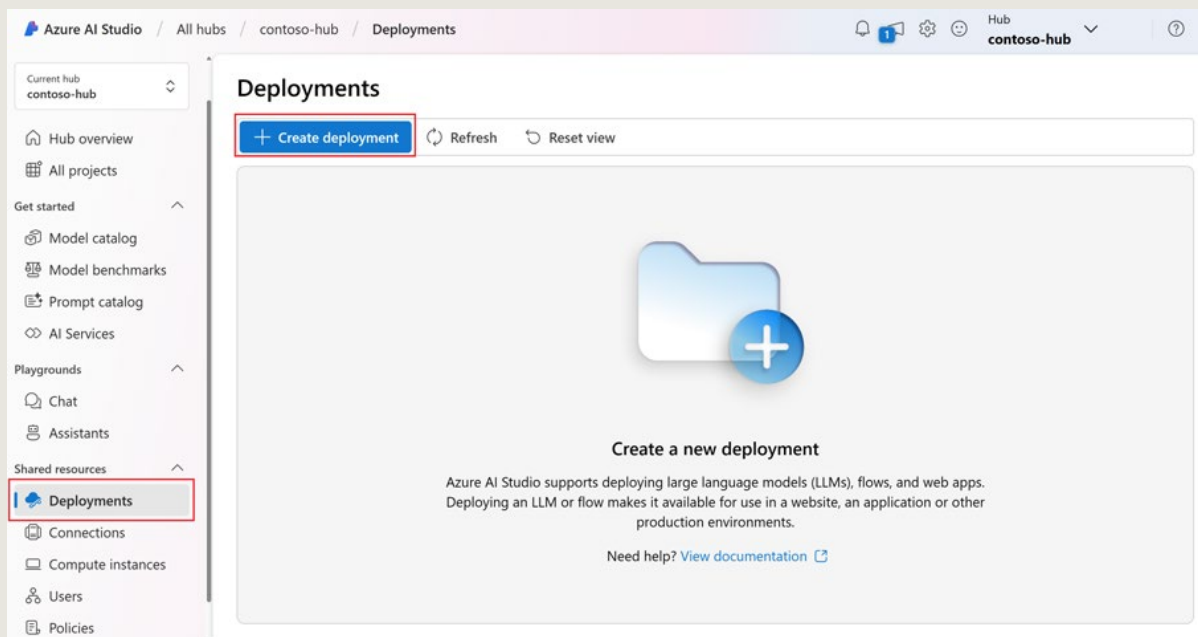 Azure AI Studio / All hubs / contoso-hub / Deployments
1
Hub
contoso-hub
Current hub
contoso-hub
Hub overview
All projects
Get started
Model catalog
Model benchmarks
Prompt catalog
AI Services
Playgrounds
Chat
Assistants
Shared resources
Deployments
Connections
Compute instances
Users
Policies
Deployments
Create deployment Refresh Reset view
Create a new deployment
Azure AI Studio supports deploying large language models (LLMs), flows, and web apps.
Deploying an LLM or flow makes it available for use in a website, an application or other
production environments.
Need help? View documentation